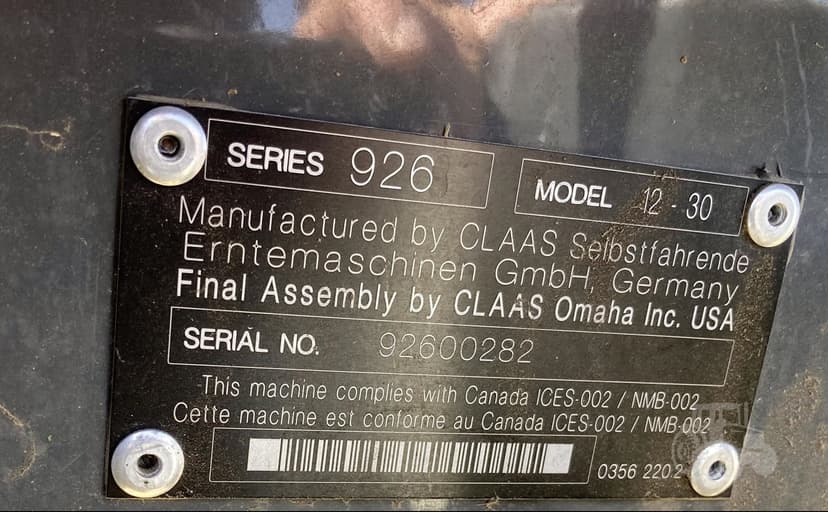 SERIES 926 MODEL 12 - 30
Manufactured by CLAAS Selbstfahrende
Erntemaschinen GmbH, Germany
Final Assembly by CLAAS Omaha Inc. USA
SERIAL NO. 92600282
This machine complies with Canada ICES-002 / NMB-002
Cette machine est conforme au Canada ICES-002 / NMB-002
0356 220.2